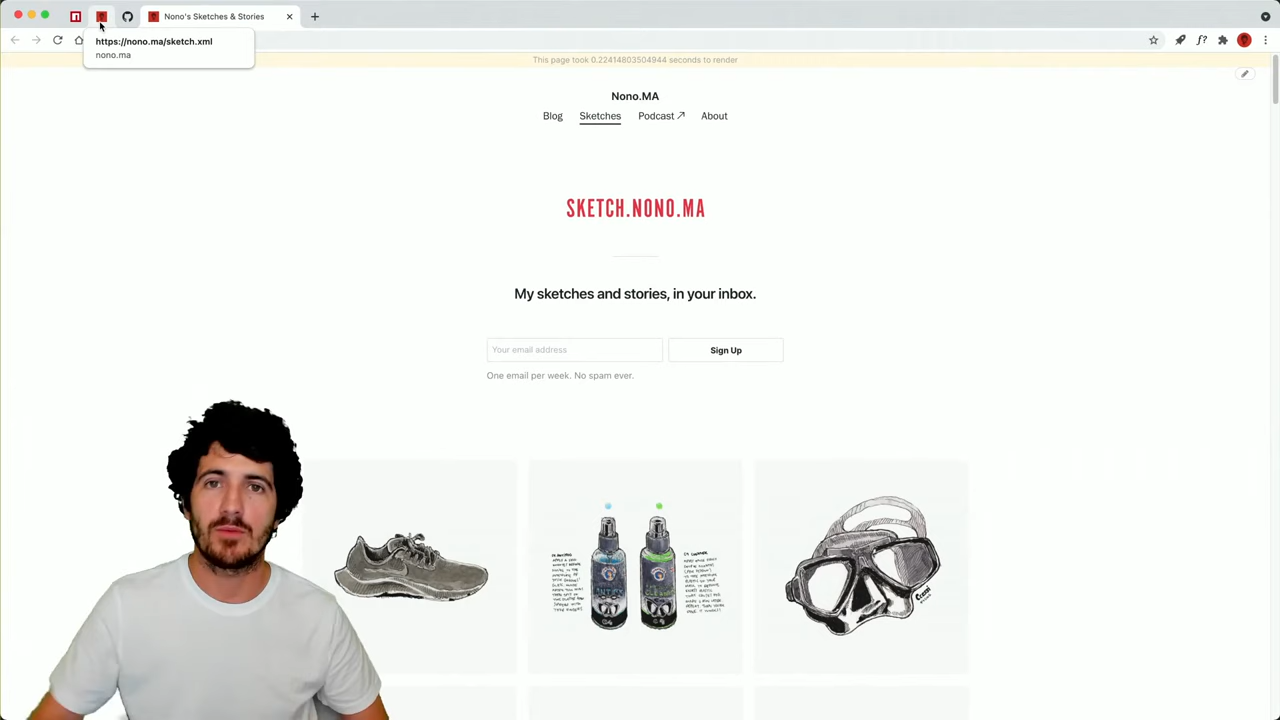 Nono's Sketches & Stories
https://nono.ma/sketch.xml
nono.ma
f?
This page took 0.22414803504944 seconds to render
Nono.MA
Blog Sketches Podcast ↗ About
SKETCH.NONO.MA
My sketches and stories, in your inbox.
Your email address
Sign Up
One email per week. No spam ever.